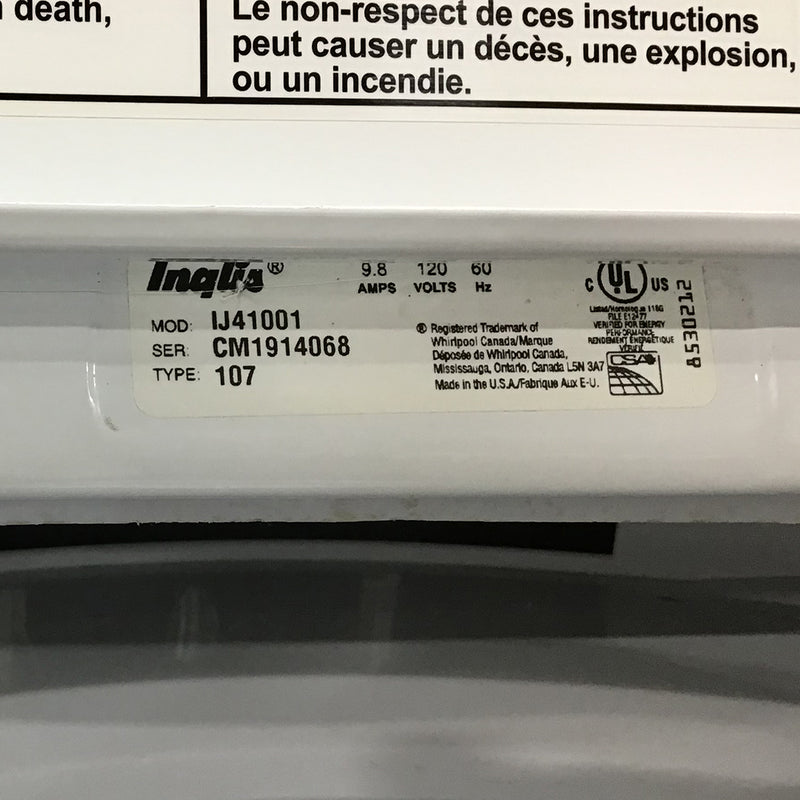 death,
Le non-respect de ces instructions
peut causer un décès, une explosion,
ou un incendie.
Inglis®
9.8 120 60
AMPS VOLTS Hz
MOD: IJ41001
SER: CM1914068
TYPE: 107
® Registered Trademark of
Whirlpool Canada/Marque
Déposée de Whirlpool Canada,
Mississauga, Ontario, Canada L5N 3A7
Made in the U.S.A/Fabrique Aux E-U.
C UL US
FILE E12477
VERIFIED FOR ENERGY
PERFORMANCE
RENDEMENT ÉNERGÉTIQUE
VÉRIFIÉ
CSA